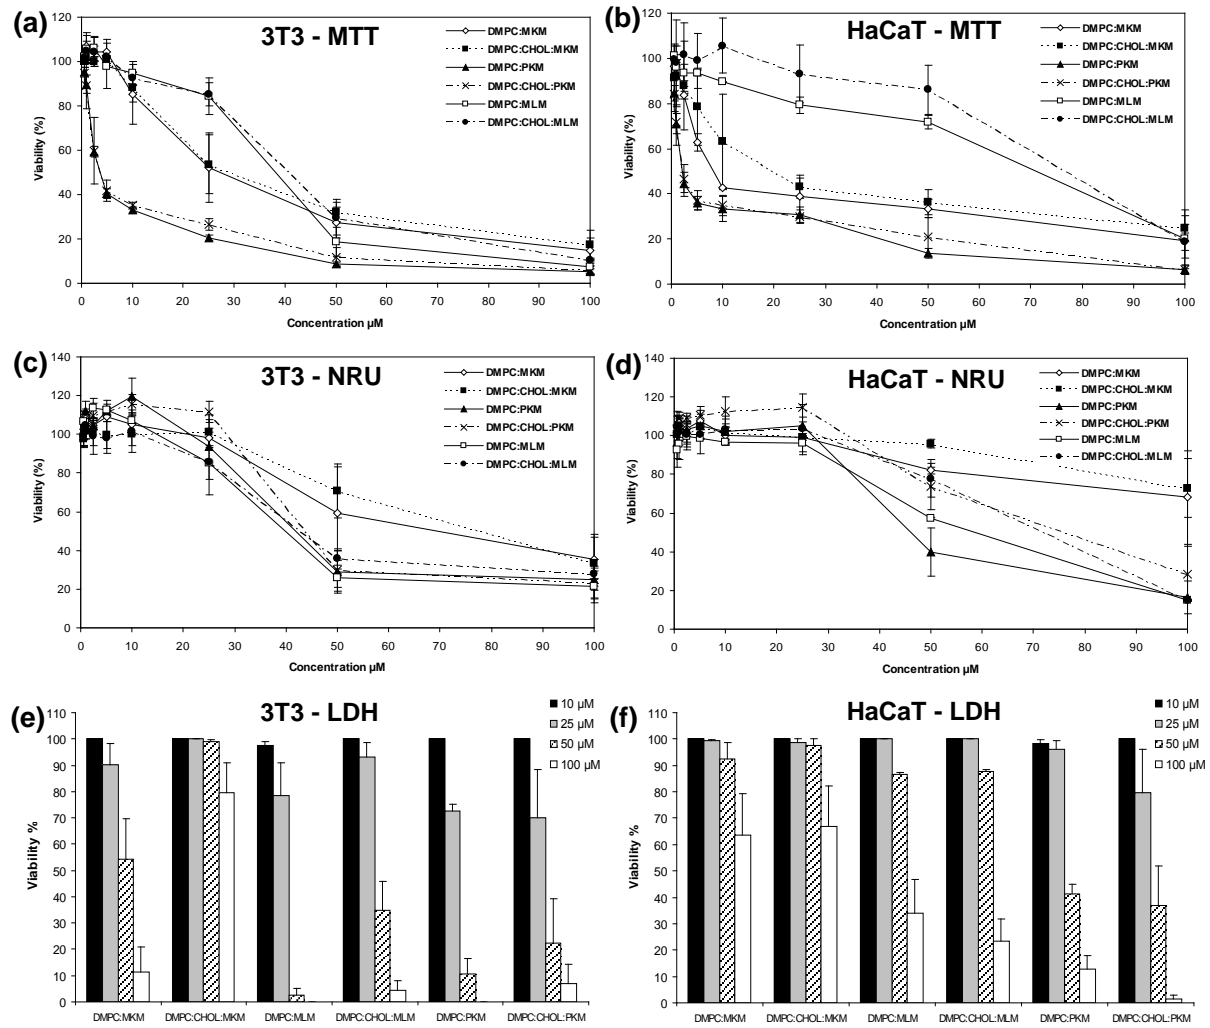 (a)
3T3 - MTT
120
100
80
60
40
20
0
Viability (%)
0 10 20 30 40 50 60 70 80 90 100
Concentration µM
DMPC:MKM
DMPC:CHOL:MKM
DMPC:PKM
DMPC:CHOL:PKM
DMPC:MLM
DMPC:CHOL:MLM
(b)
HaCaT - MTT
120
100
80
60
40
20
0
Viability (%)
0 10 20 30 40 50 60 70 80 90 100
Concentration µM
DMPC:MKM
DMPC:CHOL:MKM
DMPC:PKM
DMPC:CHOL:PKM
DMPC:MLM
DMPC:CHOL:MLM
(c)
3T3 - NRU
140
120
100
80
60
40
20
0
Viability (%)
0 10 20 30 40 50 60 70 80 90 100
Concentration µM
DMPC:MKM
DMPC:CHOL:MKM
DMPC:PKM
DMPC:CHOL:PKM
DMPC:MLM
DMPC:CHOL:MLM
(d)
HaCaT - NRU
140
120
100
80
60
40
20
0
Viability (%)
0 10 20 30 40 50 60 70 80 90 100
Concentration µM
DMPC:MKM
DMPC:CHOL:MKM
DMPC:PKM
DMPC:CHOL:PKM
DMPC:MLM
DMPC:CHOL:MLM
(e)
3T3 - LDH
110
100
90
80
70
60
50
40
30
20
10
0
Viability %
10 µM
25 µM
50 µM
100 µM
DMPC:MKM DMPC:CHOL:MKM DMPC:MLM DMPC:CHOL:MLM DMPC:PKM DMPC:CHOL:PKM
(f)
HaCaT - LDH
110
100
90
80
70
60
50
40
30
20
10
0
Viability %
10 µM
25 µM
50 µM
100 µM
DMPC:MKM DMPC:CHOL:MKM DMPC:MLM DMPC:CHOL:MLM DMPC:PKM DMPC:CHOL:PKM